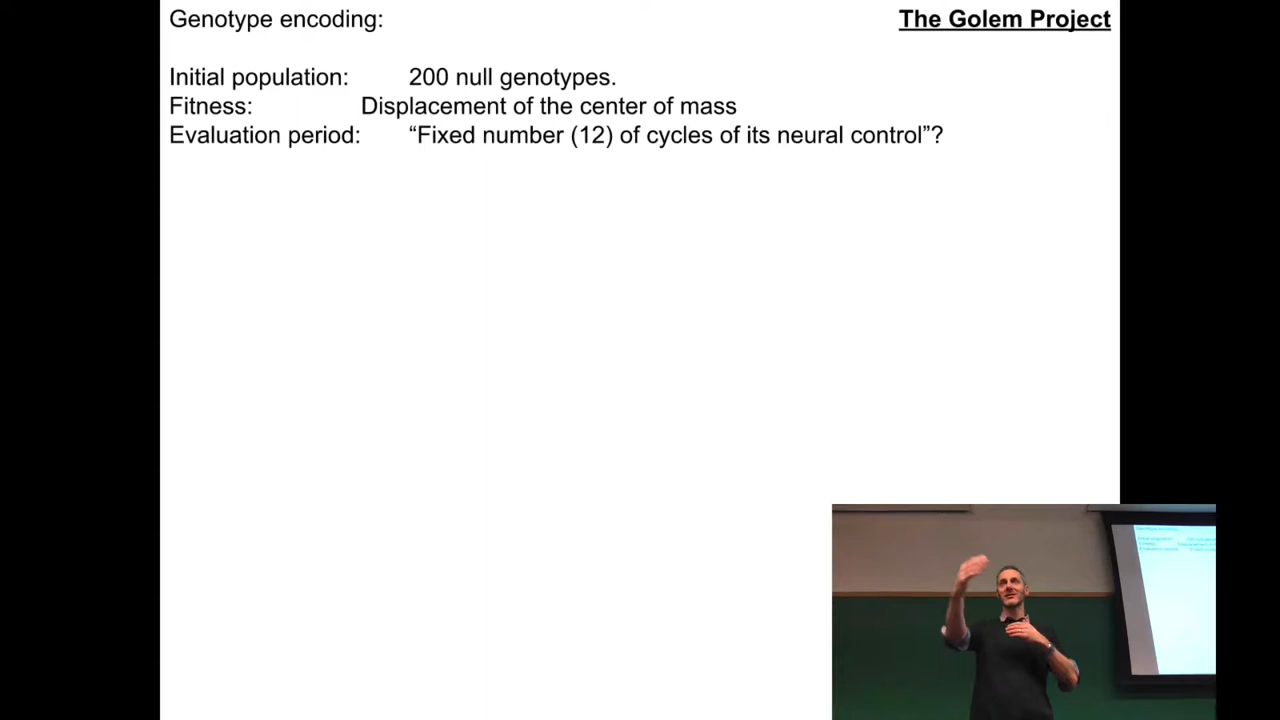 Genotype encoding:
The Golem Project
Initial population: 200 null genotypes.
Fitness: Displacement of the center of mass
Evaluation period: “Fixed number (12) of cycles of its neural control”?